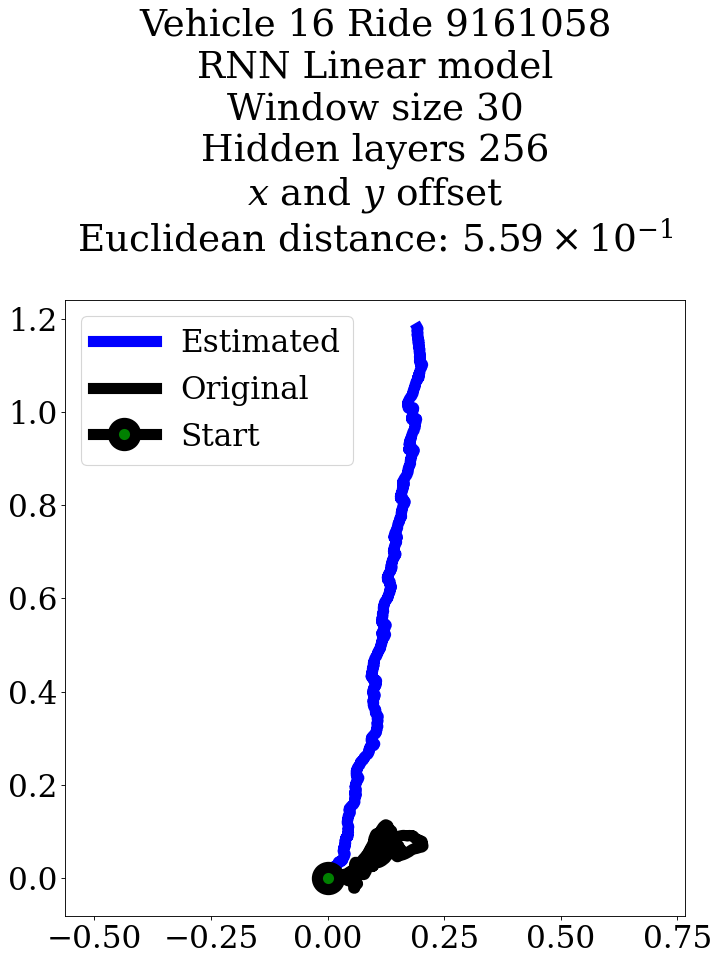 Vehicle 16 Ride 9161058
RNN Linear model
Window size 30
Hidden layers 256
x and y offset
Euclidean distance: 5.59 × 10⁻¹
Estimated
Original
Start
1.2
1.0
0.8
0.6
0.4
0.2
0.0
−0.50 −0.25 0.00 0.25 0.50 0.75